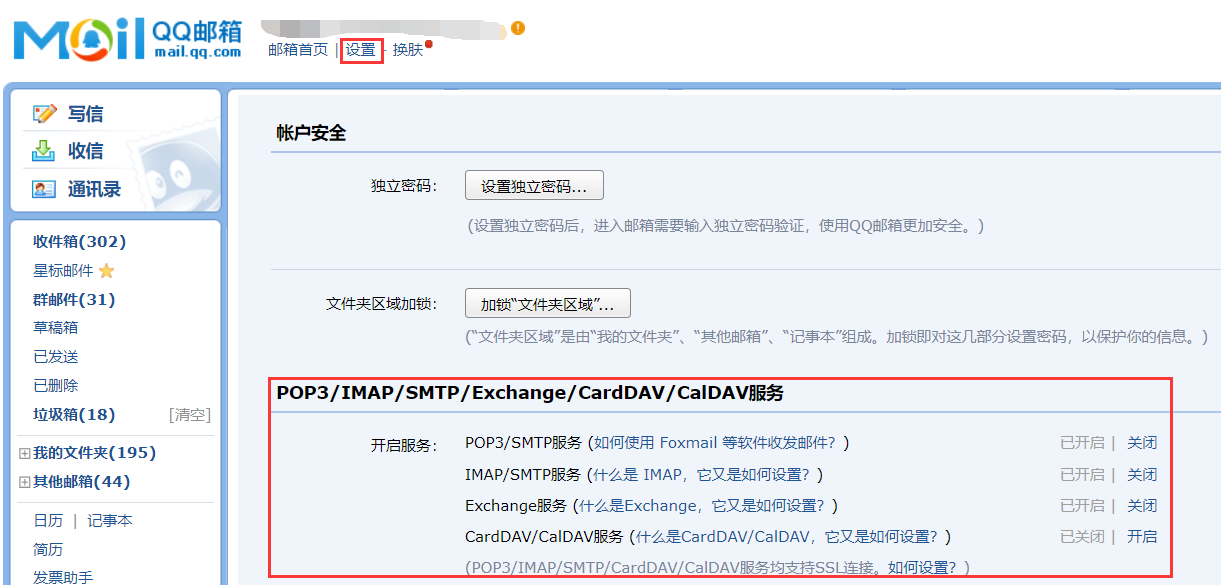 Mail QQ邮箱
mail.qq.com
邮箱首页 | 设置 - 换肤
写信
收信
通讯录
收件箱(302)
星标邮件
群邮件(31)
草稿箱
已发送
已删除
垃圾箱(18) [清空]
我的文件夹(195)
其他邮箱(44)
日历 | 记事本
简历
发票助手
帐户安全
独立密码: 设置独立密码...
(设置独立密码后，进入邮箱需要输入独立密码验证，使用QQ邮箱更加安全。)
文件夹区域加锁: 加锁“文件夹区域”...
(“文件夹区域”是由“我的文件夹”、“其他邮箱”、“记事本”组成。加锁即对这几部分设置密码，以保护你的信息。)
POP3/IMAP/SMTP/Exchange/CardDAV/CalDAV服务
开启服务: POP3/SMTP服务 (如何使用 Foxmail 等软件收发邮件？) 已开启 | 关闭
IMAP/SMTP服务 (什么是 IMAP，它又是如何设置？) 已开启 | 关闭
Exchange服务 (什么是Exchange，它又是如何设置？) 已开启 | 关闭
CardDAV/CalDAV服务 (什么是CardDAV/CalDAV，它又是如何设置？) 已关闭 | 开启
(POP3/IMAP/SMTP/CardDAV/CalDAV服务均支持SSL连接。如何设置？)